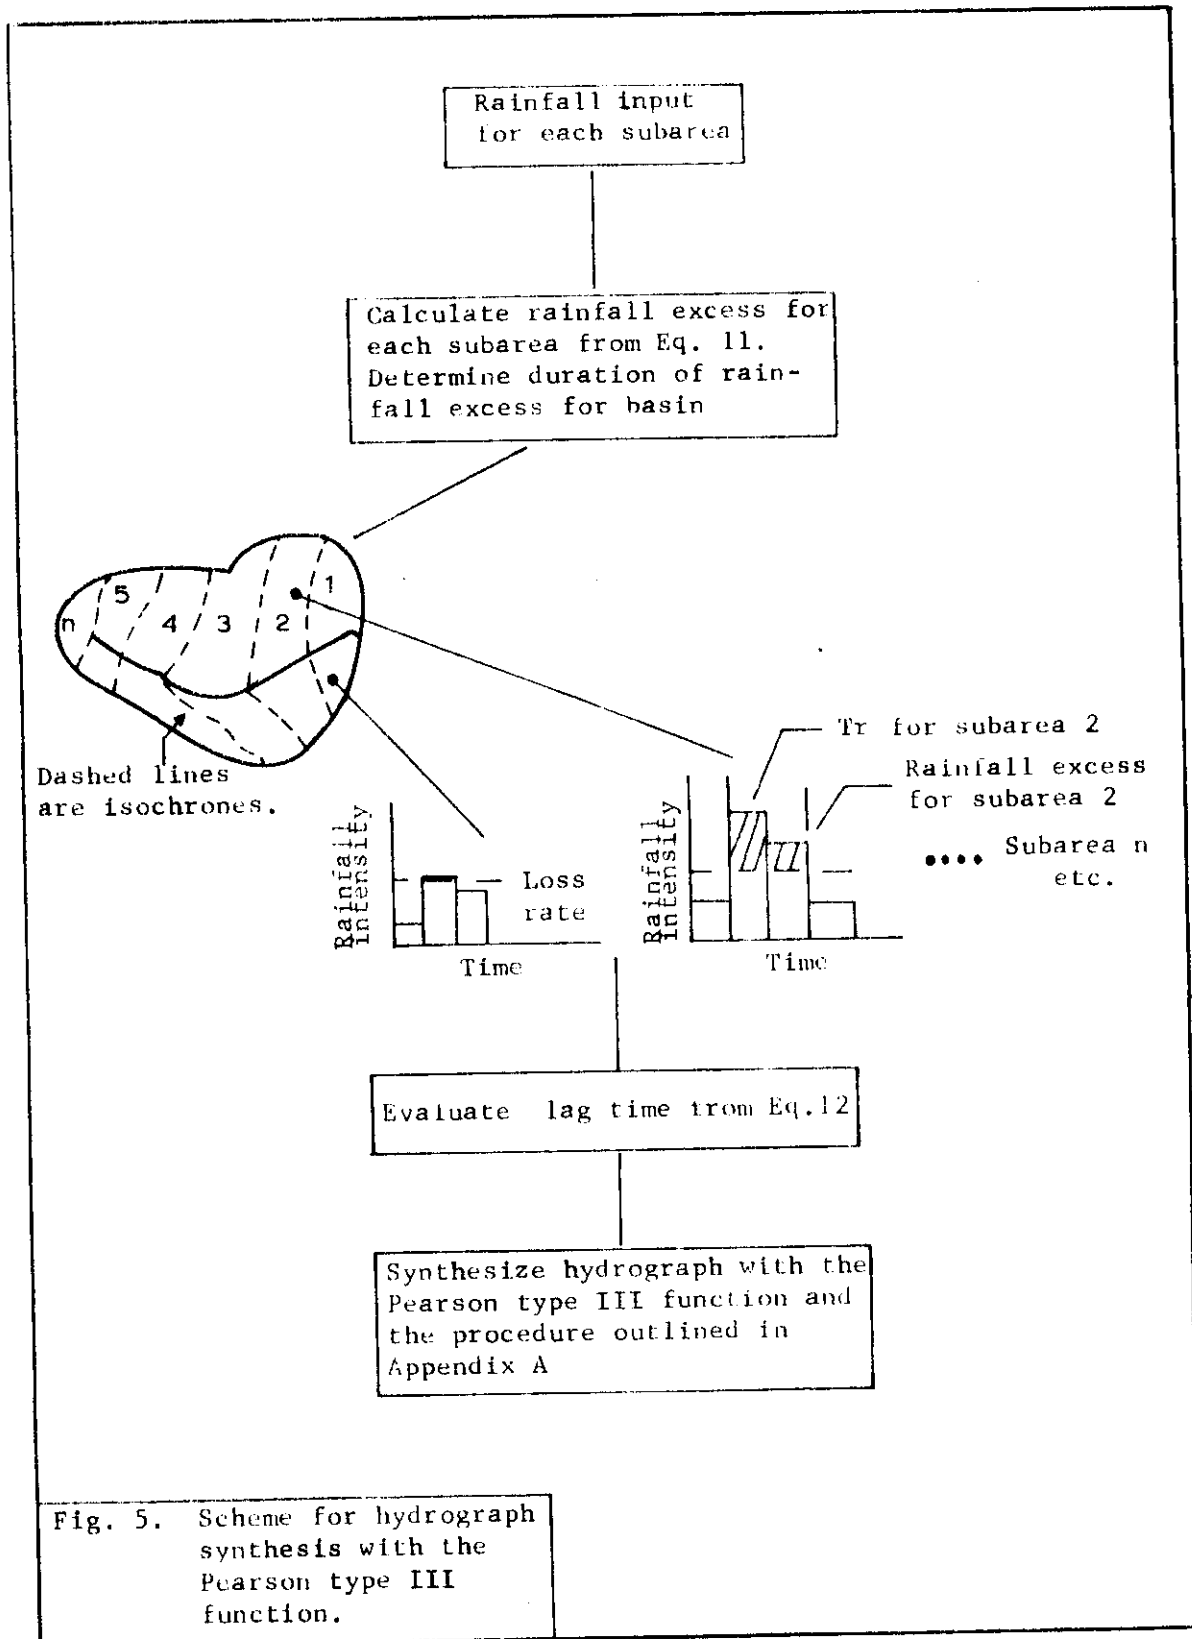 Rainfall input
for each subarea
Calculate rainfall excess for
each subarea from Eq. 11.
Determine duration of rain-
fall excess for basin
1
2
3
4
5
n
Dashed lines
are isochrones.
Tr for subarea 2
Rainfall excess
for subarea 2
Rainfall
intensity
Loss
rate
Time
Rainfall
intensity
Time
•••• Subarea n
etc.
Evaluate lag time from Eq.12
Synthesize hydrograph with the
Pearson type III function and
the procedure outlined in
Appendix A
Fig. 5. Scheme for hydrograph
synthesis with the
Pearson type III
function.